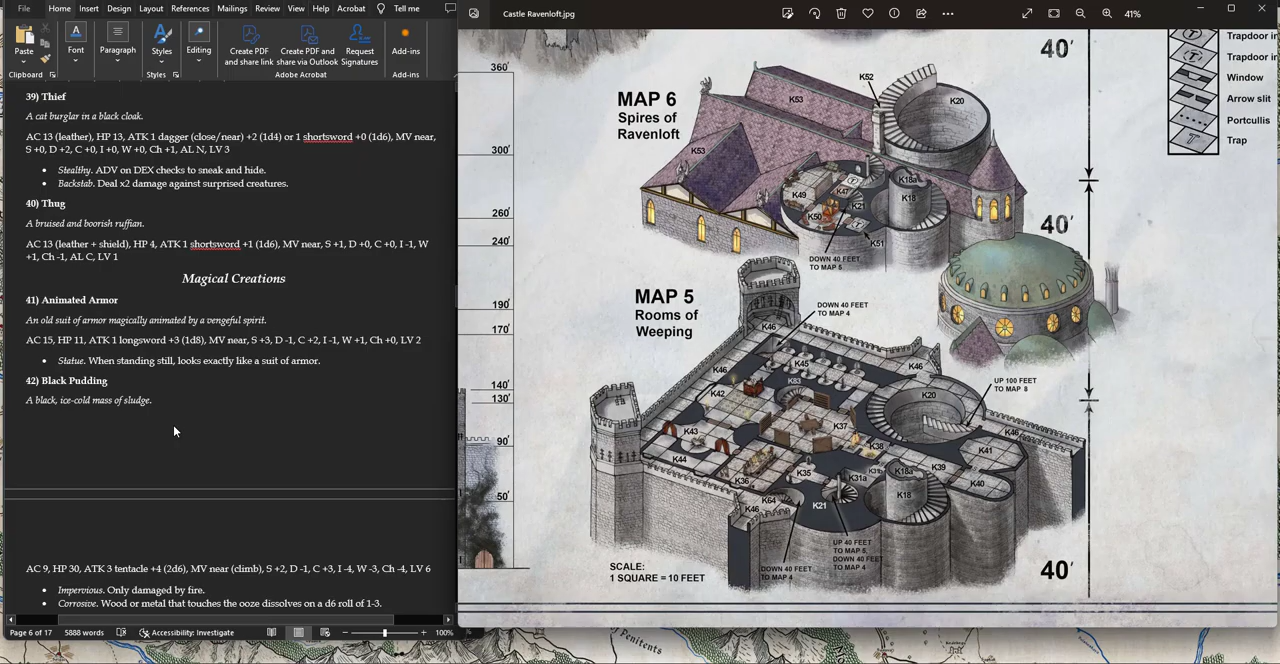 File Home Insert Design Layout References Mailings Review View Help Acrobat Tell me
Paste
Font
Paragraph
Styles
Editing
Create PDF and share link
Create PDF and share via Outlook
Request Signatures
Add-ins
Clipboard
Styles
Adobe Acrobat
Add-ins
39) Thief
A cat burglar in a black cloak.
AC 13 (leather), HP 13, ATK 1 dagger (close/near) +2 (1d4) or 1 shortsword +0 (1d6), MV near,
S +0, D +2, C +0, I +0, W +0, Ch +1, AL N, LV 3
• Stealthy. ADV on DEX checks to sneak and hide.
• Backstab. Deal x2 damage against surprised creatures.
40) Thug
A bruised and boorish ruffian.
AC 13 (leather + shield), HP 4, ATK 1 shortsword +1 (1d6), MV near, S +1, D +0, C +0, I -1, W
+1, Ch -1, AL C, LV 1
Magical Creations
41) Animated Armor
An old suit of armor magically animated by a vengeful spirit.
AC 15, HP 11, ATK 1 longsword +3 (1d8), MV near, S +3, D -1, C +2, I -1, W +1, Ch +0, LV 2
• Statue. When standing still, looks exactly like a suit of armor.
42) Black Pudding
A black, ice-cold mass of sludge.
AC 9, HP 30, ATK 3 tentacle +4 (2d6), MV near (climb), S +2, D -1, C +3, I -4, W -3, Ch -4, LV 6
• Impervious. Only damaged by fire.
• Corrosive. Wood or metal that touches the ooze dissolves on a d6 roll of 1-3.
Page 6 of 17 5888 words Accessibility: Investigate 100%
Castle Ravenloft.jpg 41%
40'
Trapdoor in
Trapdoor in
Window
Arrow slit
Portcullis
Trap
360'
300'
260'
240'
190'
170'
140'
130'
90'
50'
MAP 6
Spires of
Ravenloft
K52
K53
K20
K53
K49
K47
K18a
K18
K21
K50
K51
DOWN 40 FEET
TO MAP 5
40'
MAP 5
Rooms of
Weeping
DOWN 40 FEET
TO MAP 4
K46
K45
K46
K46
K42
K83
K20
UP 100 FEET
TO MAP 8
K43
K37
K46
K44
K38
K41
K36
K35
K31b
K31a
K18a
K39
K40
K64
K46
K21
K18
UP 40 FEET
TO MAP 5,
DOWN 40 FEET
TO MAP 4
DOWN 40 FEET
TO MAP 4
SCALE:
1 SQUARE = 10 FEET
40'
Penitents